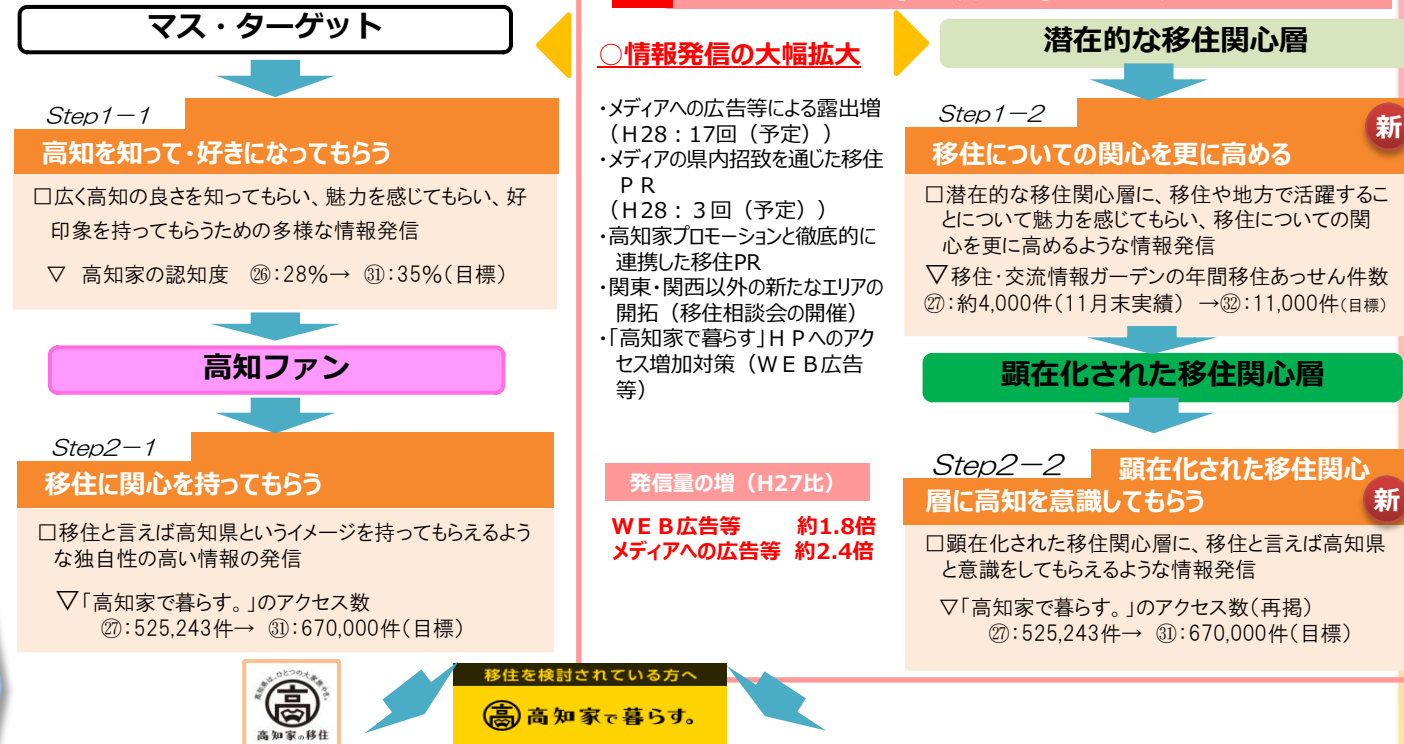 マス・ターゲット
Step1－1
高知を知って・好きになってもらう
□広く高知の良さを知ってもらい、魅力を感じてもらい、好
印象を持ってもらうための多様な情報発信
▽ 高知家の認知度 ㉖：28％→ ㉛：35％(目標)
高知ファン
Step2－1
移住に関心を持ってもらう
□移住と言えば高知県というイメージを持ってもらえるよう
な独自性の高い情報の発信
▽「高知家で暮らす。」のアクセス数
㉗：525,243件→ ㉛：670,000件(目標)
○情報発信の大幅拡大
・メディアへの広告等による露出増
（H28：17回（予定））
・メディアの県内招致を通じた移住
ＰＲ
（H28：３回（予定））
・高知家プロモーションと徹底的に
連携した移住PR
・関東・関西以外の新たなエリアの
開拓（移住相談会の開催）
・「高知家で暮らす」ＨＰへのアク
セス増加対策（ＷＥＢ広告
等）
発信量の増（H27比）
ＷＥＢ広告等 約1.8倍
メディアへの広告等 約2.4倍
潜在的な移住関心層
Step1－2
新
移住についての関心を更に高める
□潜在的な移住関心層に、移住や地方で活躍するこ
とについて魅力を感じてもらい、移住についての関
心を更に高めるような情報発信
▽移住・交流情報ガーデンの年間移住あっせん件数
㉗：約4,000件(11月末実績) →㉜：11,000件(目標)
顕在化された移住関心層
Step2－2 顕在化された移住関心
層に高知を意識してもらう
新
□顕在化された移住関心層に、移住と言えば高知県
と意識をしてもらえるような情報発信
▽「高知家で暮らす。」のアクセス数(再掲)
㉗：525,243件→ ㉛：670,000件(目標)
高知県は、ひとつの大家族やき。
高
高知家の移住
移住を検討されている方へ
高 高知家で暮らす。